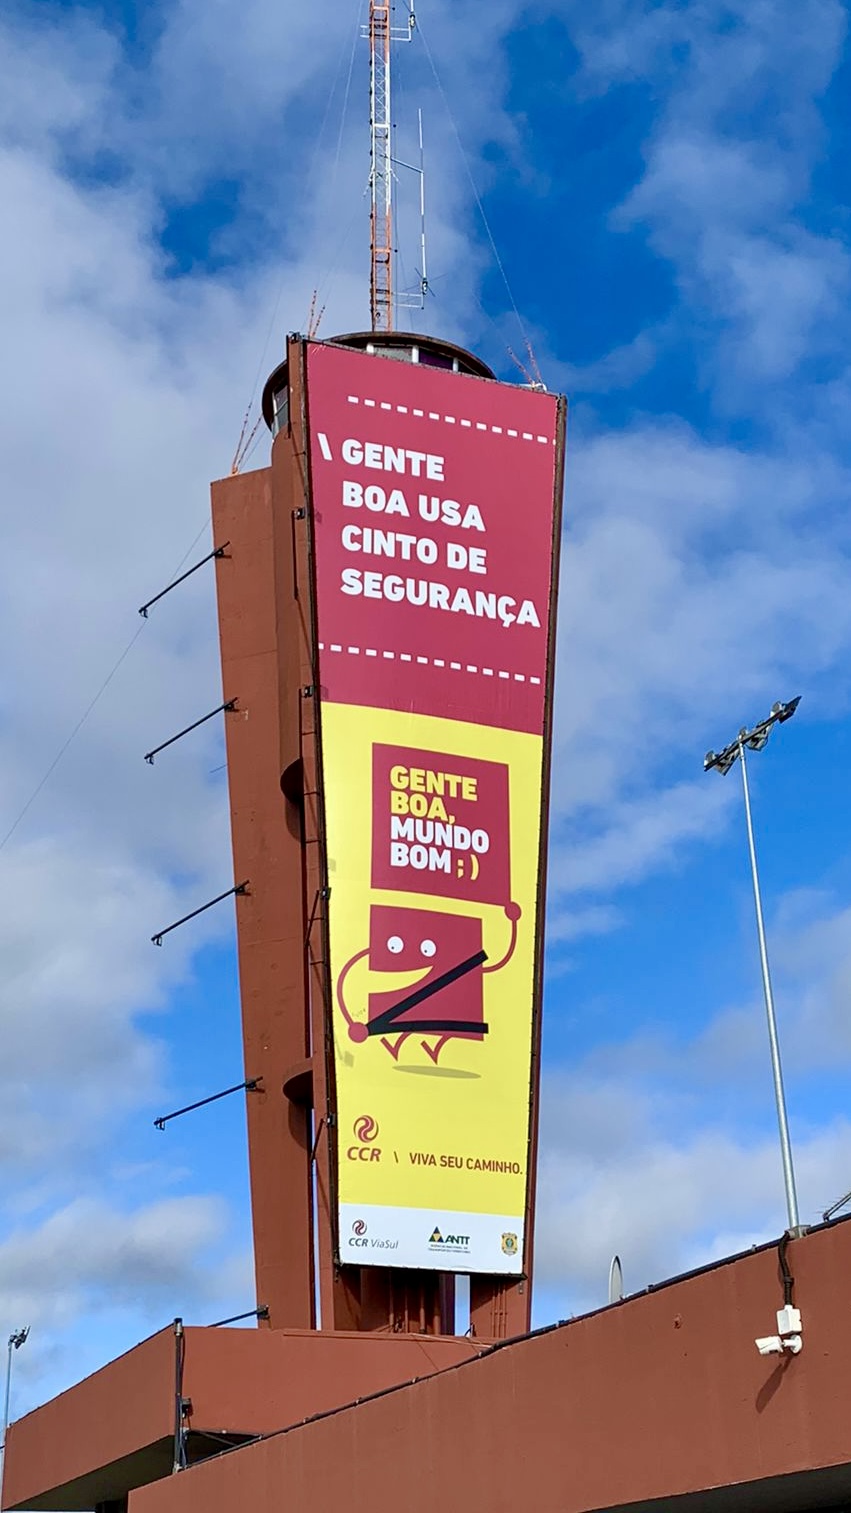 \ GENTE
BOA USA
CINTO DE
SEGURANÇA
GENTE
BOA,
MUNDO
BOM ;)
CCR \ VIVA SEU CAMINHO.
CCR ViaSul
ANTT